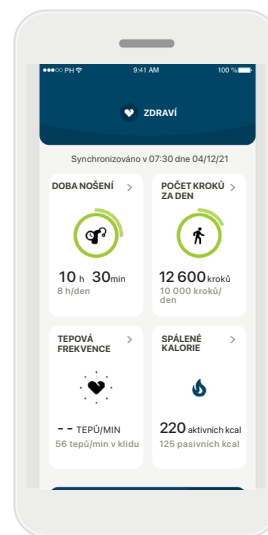 PH 9:41 AM 100 %
ZDRAVÍ
Synchronizováno v 07:30 dne 04/12/21
DOBA NOŠENÍ
10 h 30min
8 h/den
POČET KROKŮ
ZA DEN
12 600 kroků
10 000 kroků/
den
TEPOVÁ
FREKVENCE
-- TEPŮ/MIN
56 tepů/min v klidu
SPÁLENÉ
KALORIE
220 aktivních kcal
125 pasivních kcal